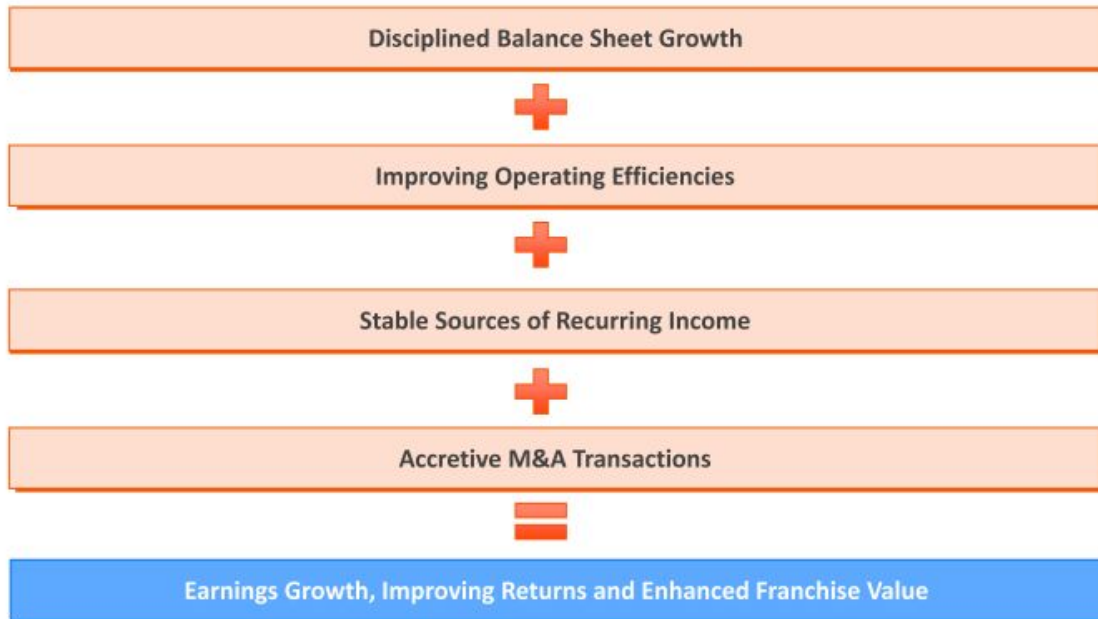 Disciplined Balance Sheet Growth
Improving Operating Efficiencies
Stable Sources of Recurring Income
Accretive M&A Transactions
Earnings Growth, Improving Returns and Enhanced Franchise Value